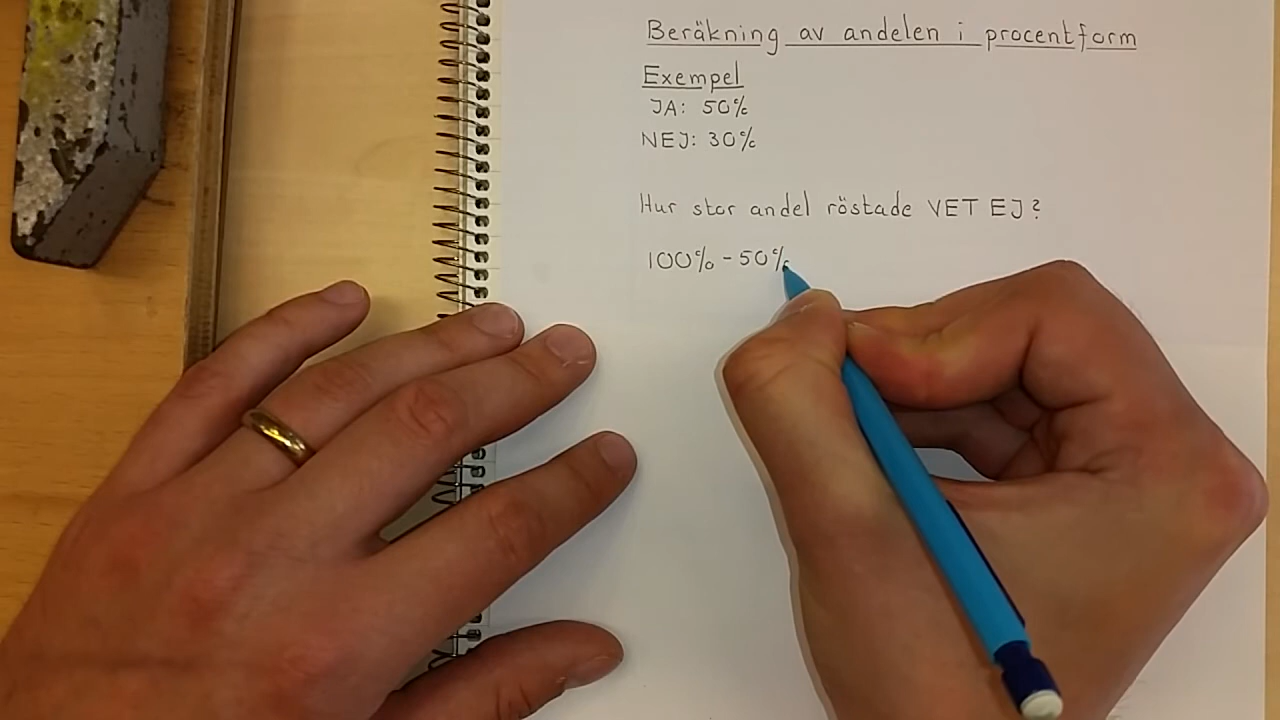 Beräkning av andelen i procentform
Exempel
JA: 50%
NEJ: 30%
Hur stor andel röstade VET EJ?
100% - 50%